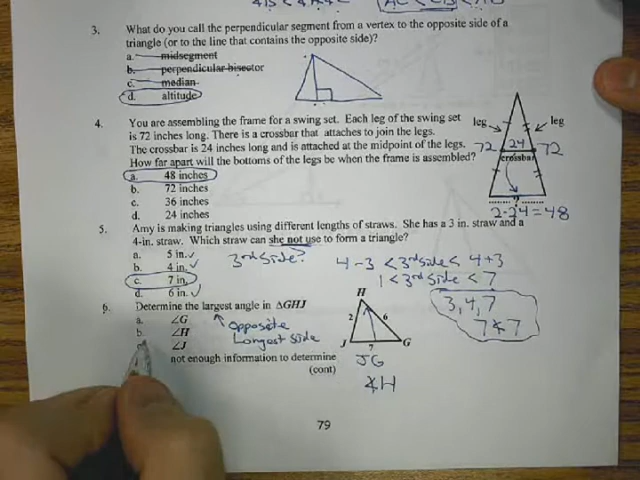 3. What do you call the perpendicular segment from a vertex to the opposite side of a
triangle (or to the line that contains the opposite side)?
a. midsegment
b. perpendicular bisector
c. median
d. altitude
4. You are assembling the frame for a swing set. Each leg of the swing set
is 72 inches long. There is a crossbar that attaches to join the legs.
The crossbar is 24 inches long and is attached at the midpoint of the legs.
How far apart will the bottoms of the legs be when the frame is assembled?
a. 48 inches
b. 72 inches
c. 36 inches
d. 24 inches
leg leg
72 24 72
crossbar
?
2·24=48
5. Amy is making triangles using different lengths of straws. She has a 3 in. straw and a
4-in. straw. Which straw can she not use to form a triangle?
a. 5 in. ✓
b. 4 in. ✓
c. 7 in.
d. 6 in. ✓
3rd side?
4-3 < 3rd side < 4+3
1 < 3rd side < 7
3,4,7
7≮7
6. Determine the largest angle in ΔGHJ
a. ∠G
b. ∠H
∠J
not enough information to determine
(cont)
opposite
Longest side
H
2 6
J 7 G
JG
∠H
79